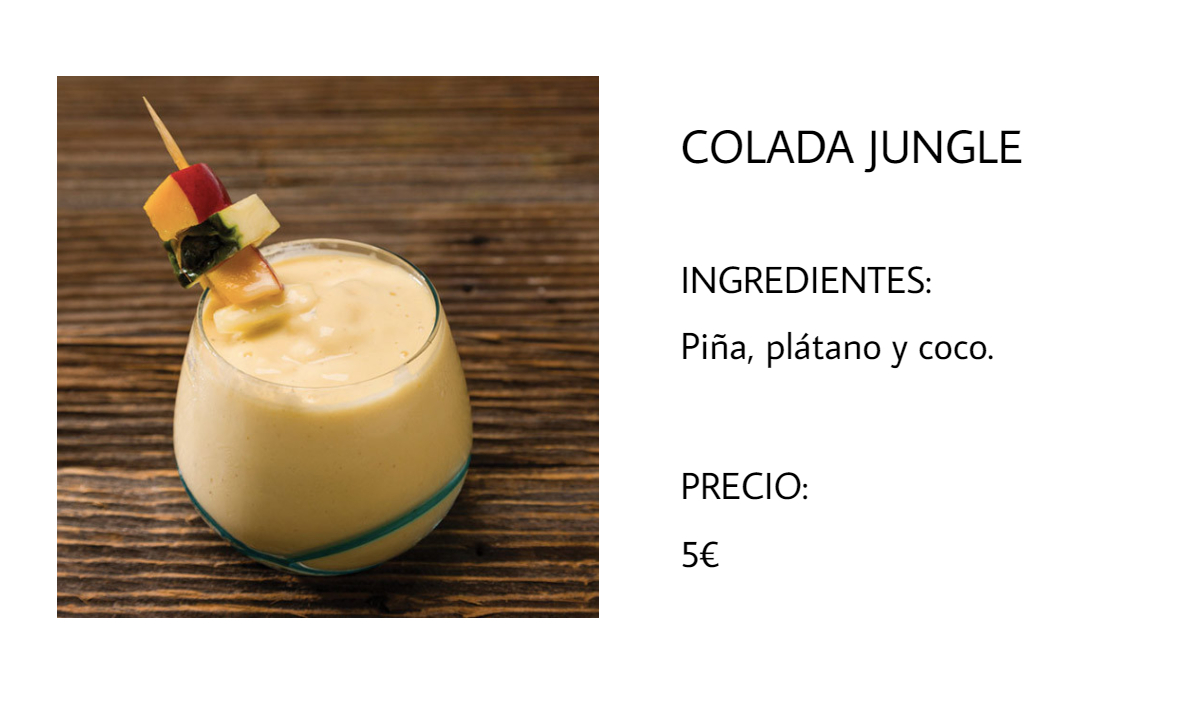 COLADA JUNGLE
INGREDIENTES:
Piña, plátano y coco.
PRECIO:
5€